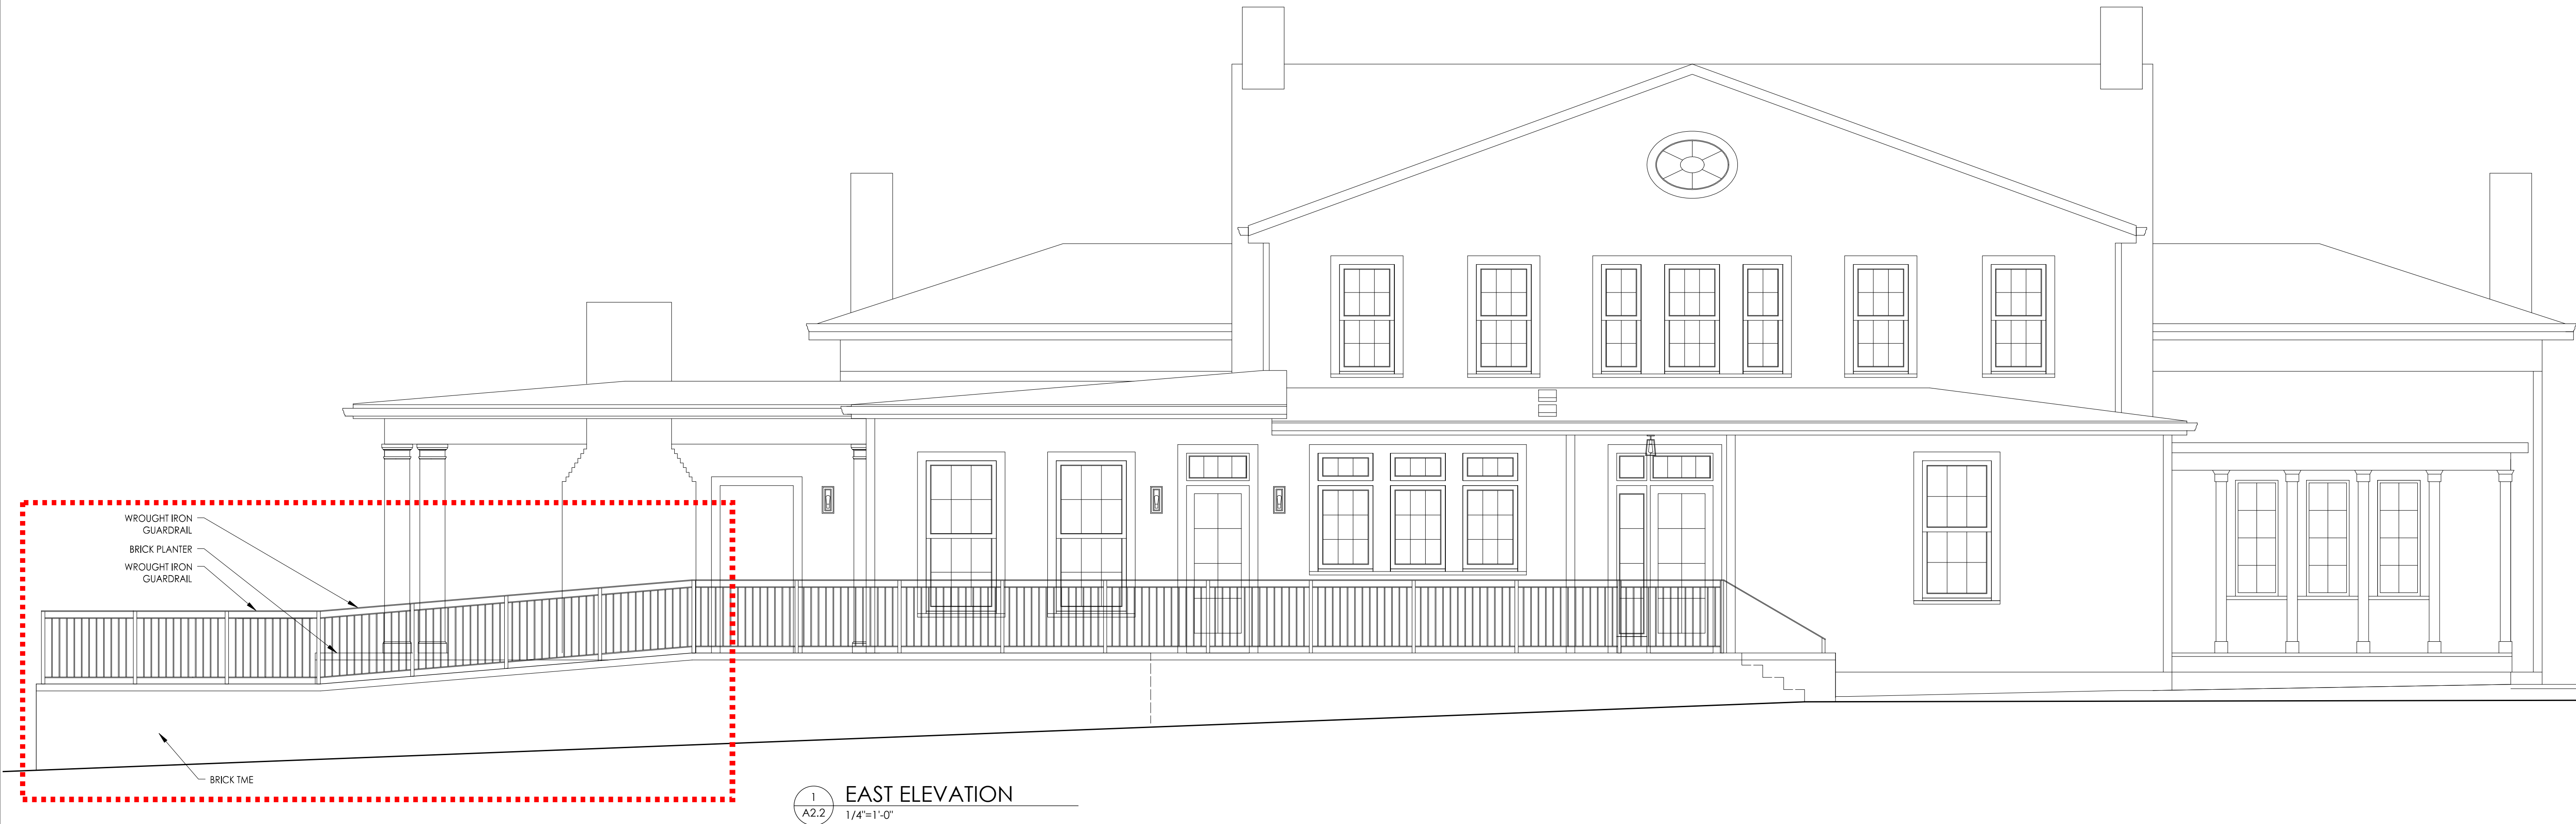 WROUGHT IRON
GUARDRAIL
BRICK PLANTER
WROUGHT IRON
GUARDRAIL
BRICK TME
1
A2.2
EAST ELEVATION
1/4"=1'-0"